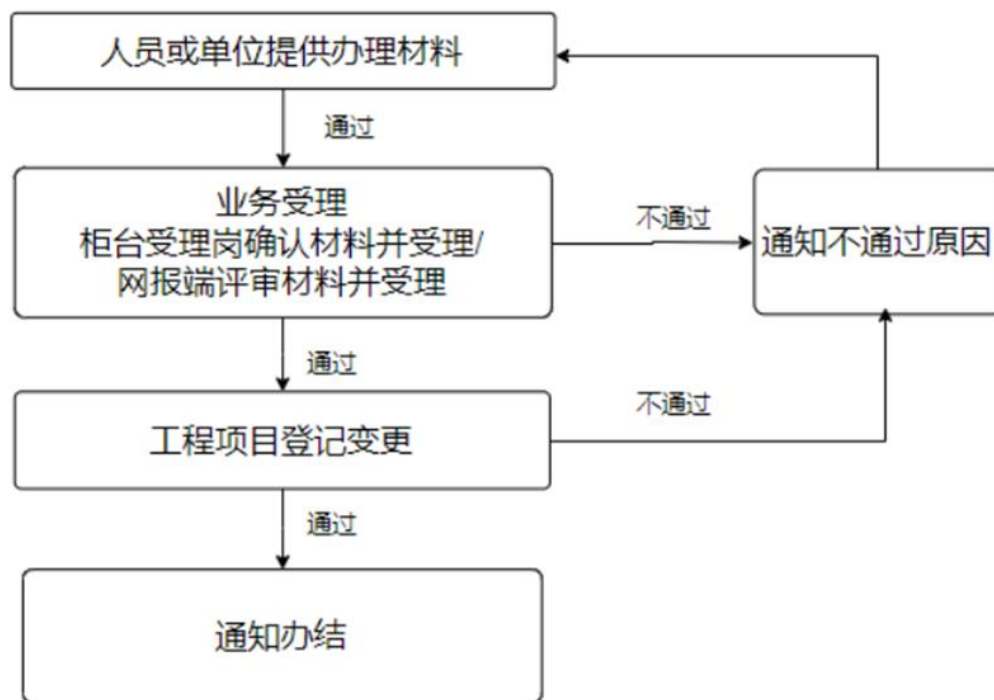 人员或单位提供办理材料
通过
业务受理
柜台受理岗确认材料并受理/
网报端评审材料并受理
不通过
通知不通过原因
通过
工程项目登记变更
不通过
通过
通知办结